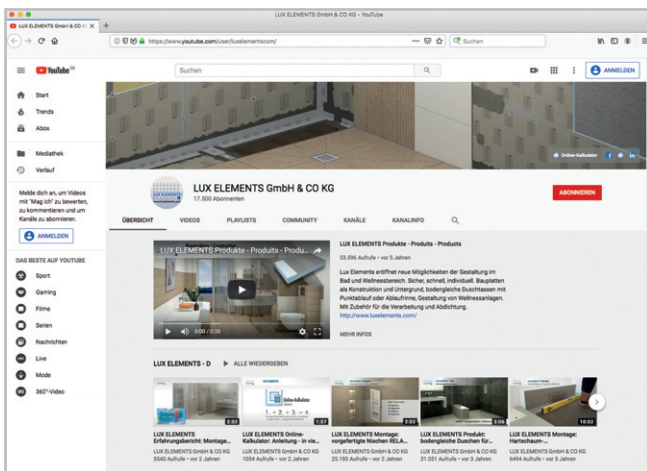 LUX ELEMENTS GmbH & CO KG – YouTube
LUX ELEMENTS GmbH & CO KG
https://www.youtube.com/user/luxelementscom/
Suchen
YouTube DE
Suchen
ANMELDEN
Start
Trends
Abos
Mediathek
Verlauf
Melde dich an, um Videos
mit "Mag ich" zu bewerten,
zu kommentieren und um
Kanäle zu abonnieren.
ANMELDEN
DAS BESTE AUF YOUTUBE
Sport
Gaming
Filme
Serien
Nachrichten
Live
Mode
360°-Video
Online-Kalkulator
LUX ELEMENTS GmbH & CO KG
17.500 Abonnenten
ABONNIEREN
ÜBERSICHT VIDEOS PLAYLISTS COMMUNITY KANÄLE KANALINFO
LUX ELEMENTS Produkte - Produits - Produ...
0:00 / 0:38
LUX ELEMENTS Produkte - Produits - Products
53.596 Aufrufe • vor 5 Jahren
Lux Elements eröffnet neue Möglichkeiten der Gestaltung im
Bad und Wellnessbereich. Sicher, schnell, individuell. Bauplatten
als Konstruktion und Untergrund, bodengleiche Duschtassen mit
Punktablauf oder Ablaufrinne, Gestaltung von Wellnessanlagen.
Mit Zubehör für die Verarbeitung und Abdichtung.
http://www.luxelements.com/
MEHR INFOS
LUX ELEMENTS - D ALLE WIEDERGEBEN
2:32
LUX ELEMENTS
Erfahrungsbericht: Montage...
LUX ELEMENTS GmbH & CO KG
5540 Aufrufe • vor 2 Jahren
Online-Kalkulator
1. + 2. + 3. = 4.
1:57
LUX ELEMENTS Online-
Kalkulator: Anleitung - in vie...
LUX ELEMENTS GmbH & CO KG
1054 Aufrufe • vor 2 Jahren
2:02
LUX ELEMENTS Montage:
vorgefertigte Nischen RELA...
LUX ELEMENTS GmbH & CO KG
25.193 Aufrufe • vor 2 Jahren
3:06
LUX ELEMENTS Produkt:
bodengleiche Duschen für...
LUX ELEMENTS GmbH & CO KG
31.051 Aufrufe • vor 2 Jahren
10:02
LUX ELEMENTS Montage:
Hartschaum-...
LUX ELEMENTS GmbH & CO KG
6494 Aufrufe • vor 2 Jahren